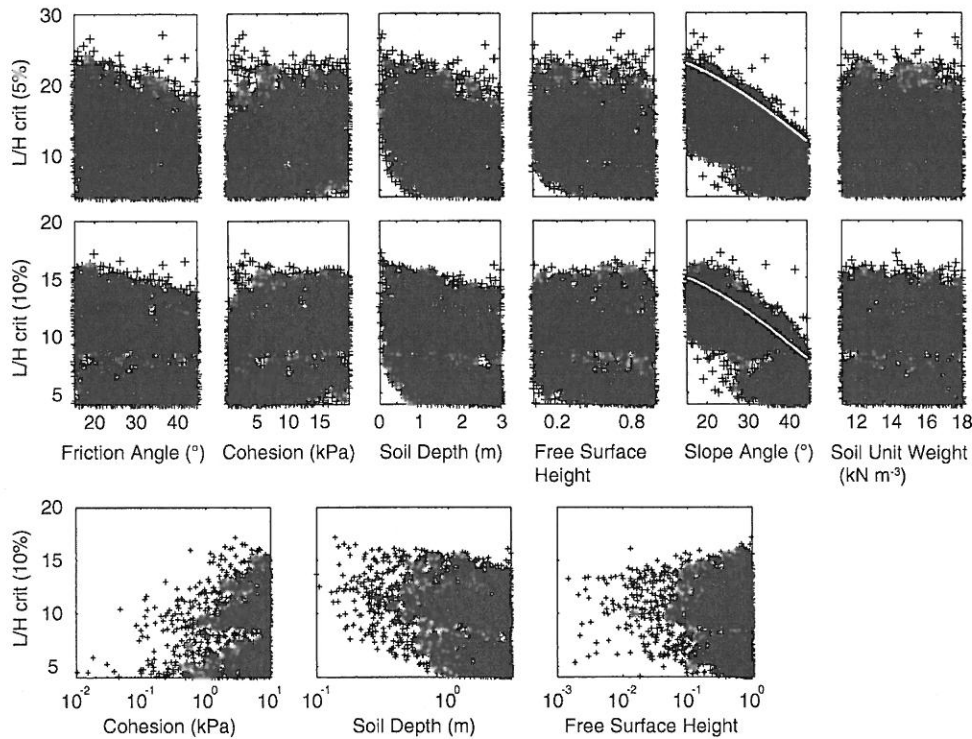 L/H crit (5%)
30
20
10
L/H crit (10%)
20
15
10
5
20 30 40
5 10 15
0 1 2 3
0.2 0.8
20 30 40
12 14 16 18
Friction Angle (°)
Cohesion (kPa)
Soil Depth (m)
Free Surface
Height
Slope Angle (°)
Soil Unit Weight
(kN m⁻³)
L/H crit (10%)
20
15
10
5
10⁻² 10⁻¹ 10⁰ 10¹
10⁻¹ 10⁰
10⁻³ 10⁻² 10⁻¹ 10⁰
Cohesion (kPa)
Soil Depth (m)
Free Surface Height